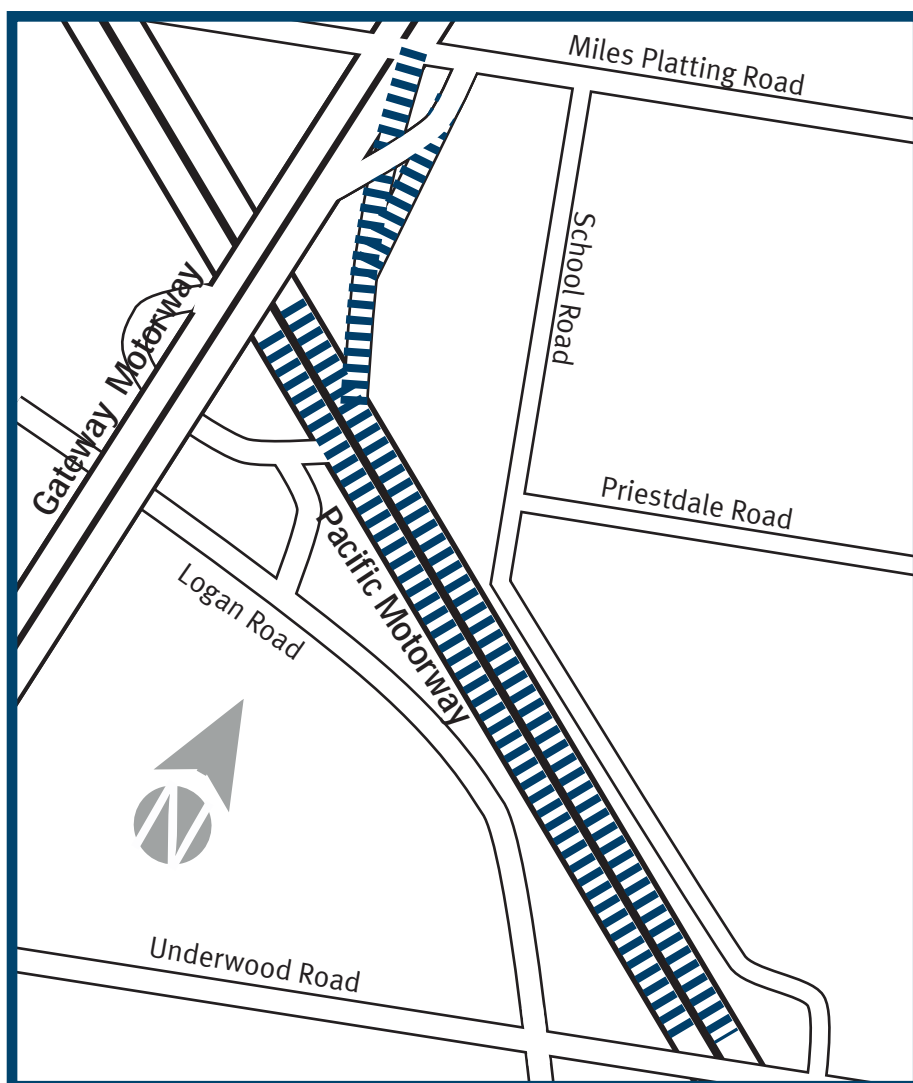 Miles Platting Road
School Road
Gateway Motorway
Priestdale Road
Pacific Motorway
Logan Road
N
Underwood Road